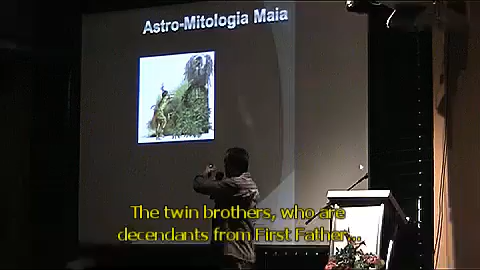 Astro-Mitologia Maia
The twin brothers, who are
decendants from First Father...